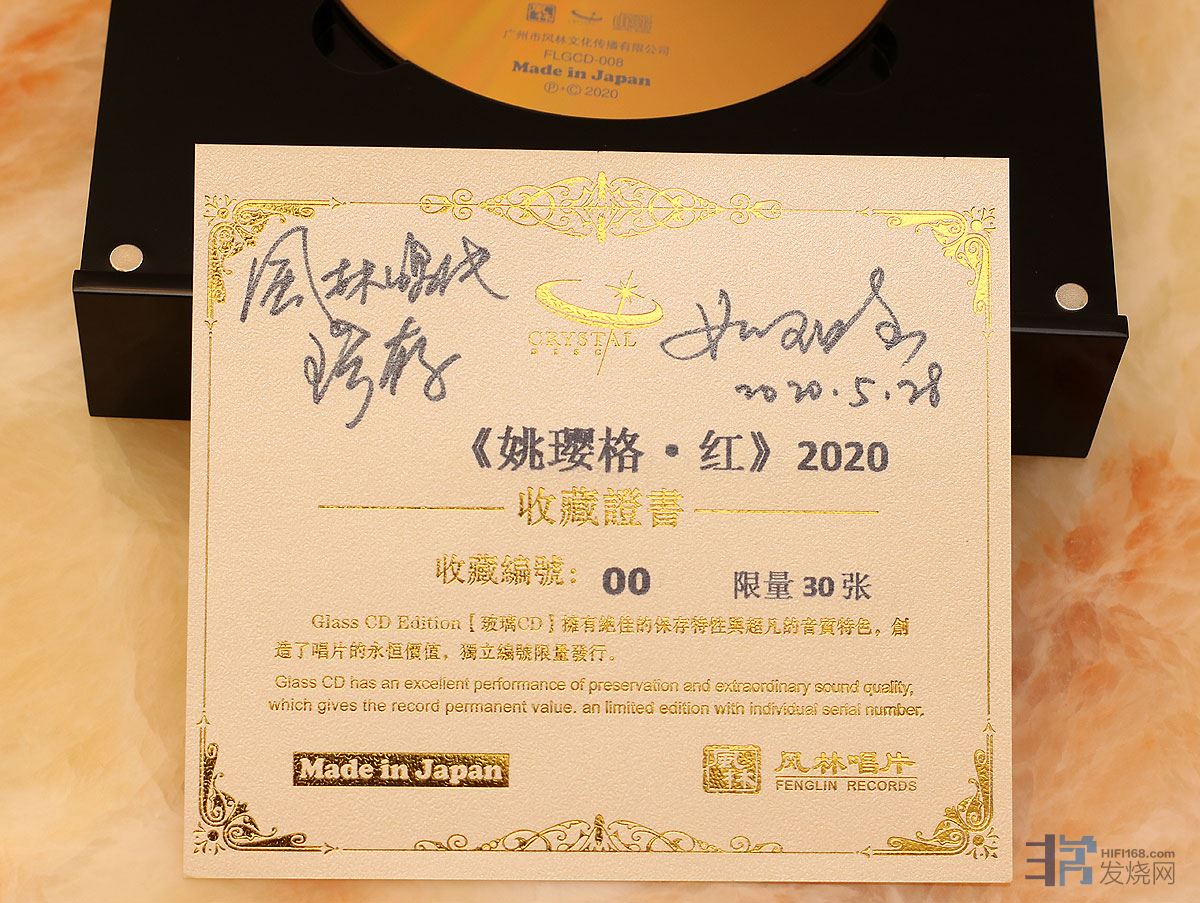 广州市风林文化传播有限公司
FLGCD-008
Made in Japan
Ⓟ·Ⓒ 2020
風林唱片
CRYSTAL
DISC
2020.5.28
《姚璎格·红》2020
收藏證書
收藏編號：00 限量 30 张
Glass CD Edition【玻璃CD】擁有絶佳的保存特性與超凡的音質特色，創
造了唱片的永恒價值，獨立編號限量發行。
Glass CD has an excellent performance of preservation and extraordinary sound quality,
which gives the record permanent value. an limited edition with individual serial number.
Made in Japan
風林
风林唱片
FENGLIN RECORDS
HIFI168.com
发烧网